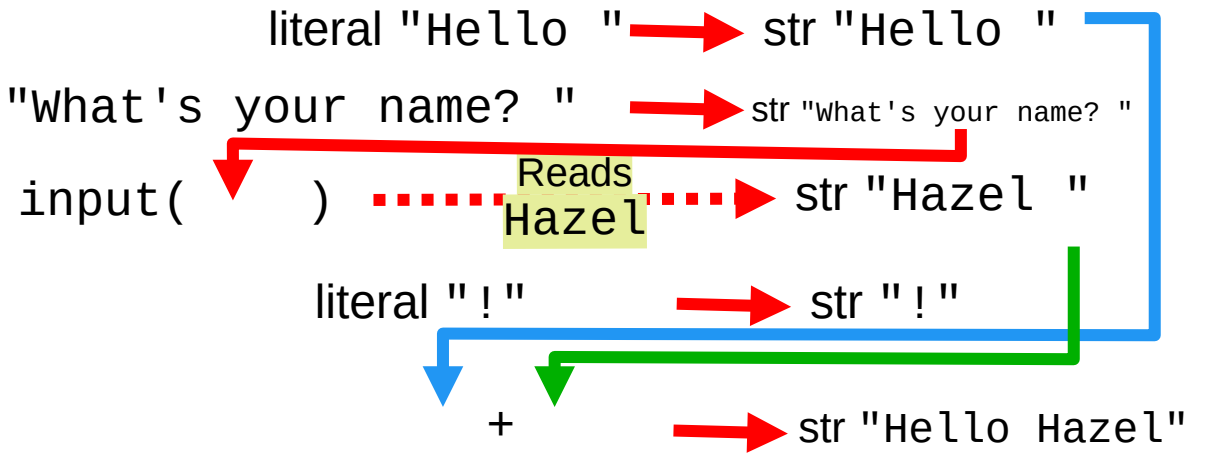 literal "Hello " str "Hello "
"What's your name? " str "What's your name? "
Reads
input( ) str "Hazel "
Hazel
literal "!" str "!"
+ str "Hello Hazel"